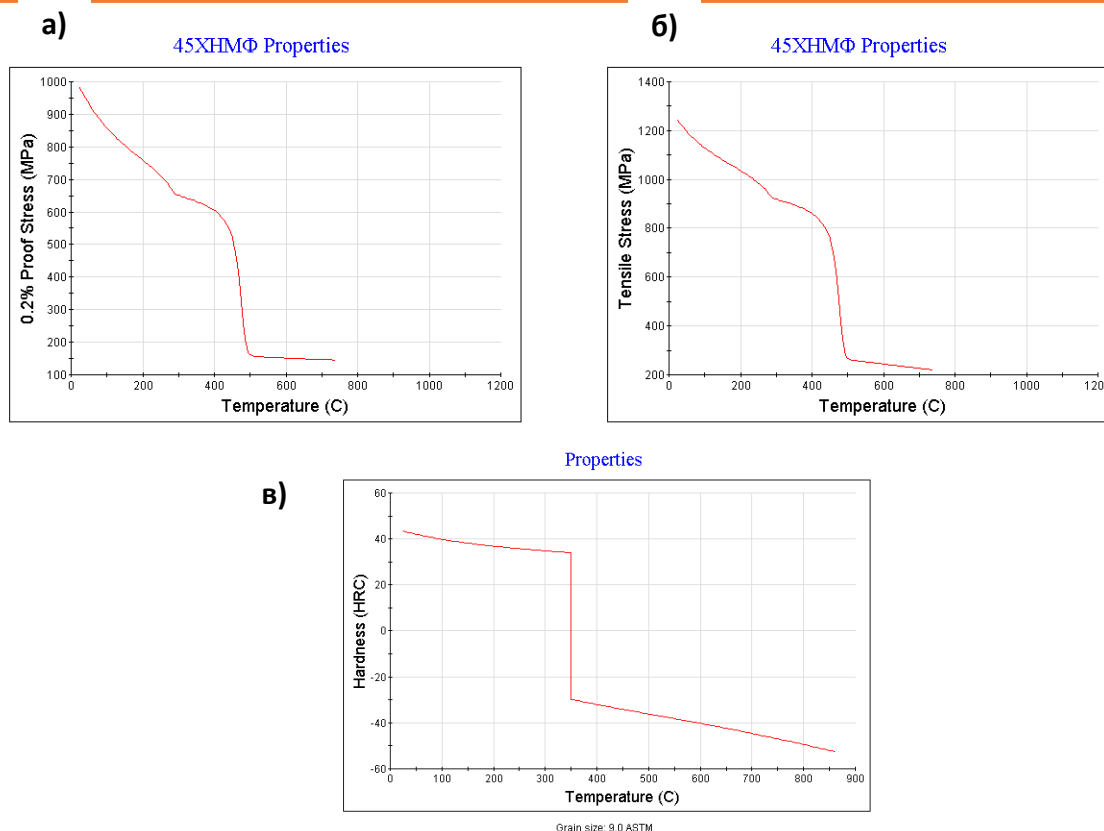 а)
45ХНМФ Properties
1000
900
800
700
600
500
400
300
200
100
0.2% Proof Stress (MPa)
0 200 400 600 800 1000 1200
Temperature (C)
б)
45ХНМФ Properties
1400
1200
1000
800
600
400
200
Tensile Stress (MPa)
0 200 400 600 800 1000 1200
Temperature (C)
в)
Properties
60
40
20
0
-20
-40
-60
Hardness (HRC)
0 100 200 300 400 500 600 700 800 900
Temperature (C)
Grain size: 9.0 ASTM